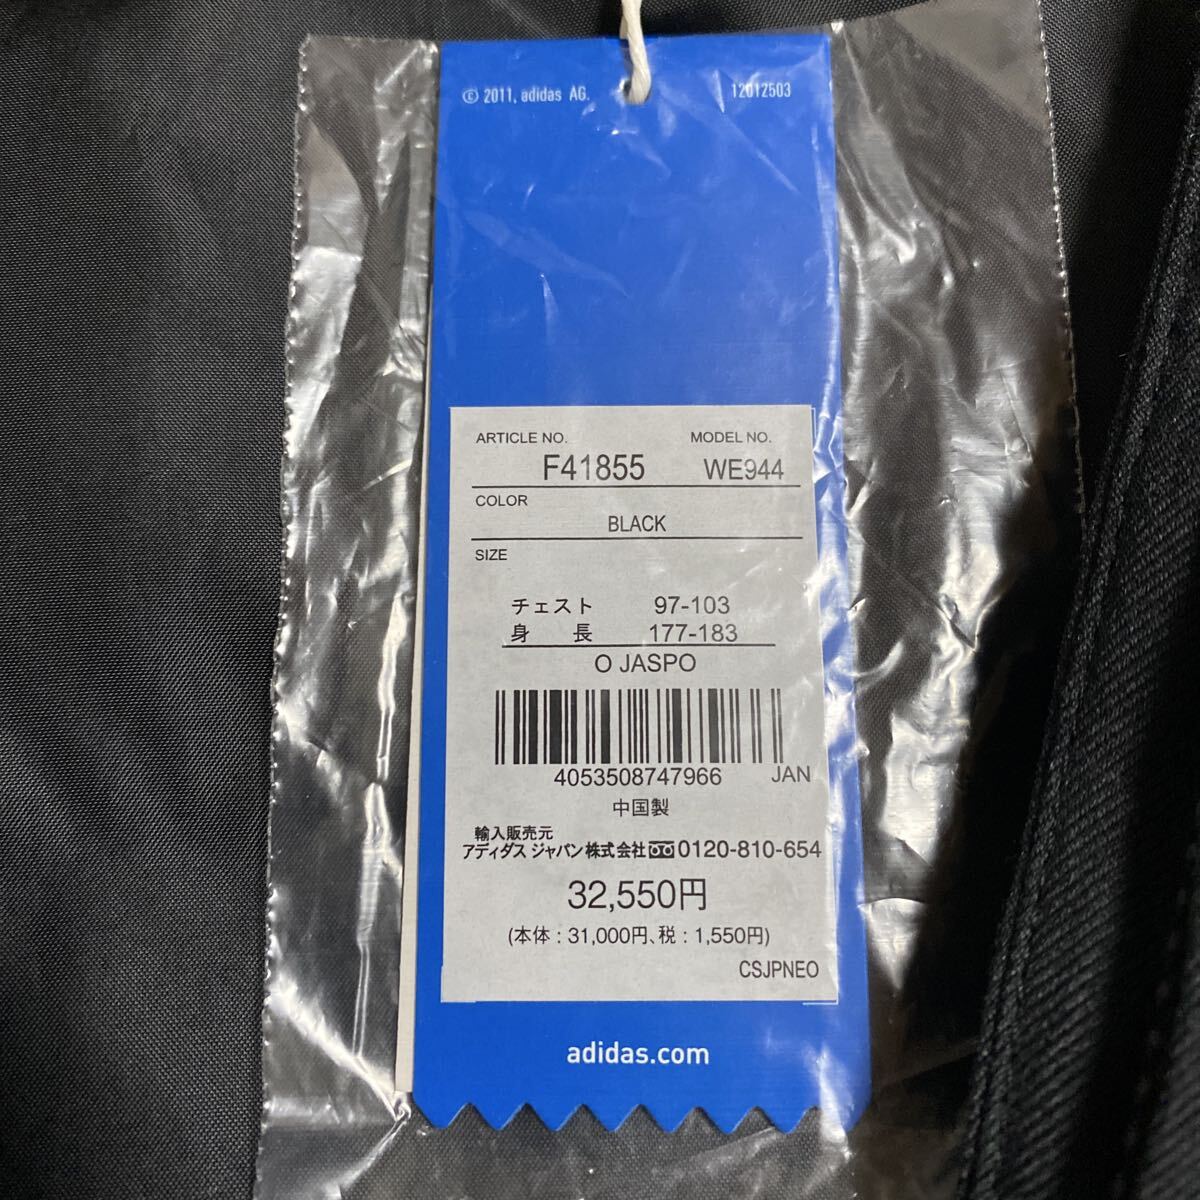 © 2011, adidas AG. 12012503
ARTICLE NO. MODEL NO.
F41855 WE944
COLOR
BLACK
SIZE
チェスト 97-103
身 長 177-183
O JASPO
4053508747966 JAN
中国製
輸入販売元
アディダス ジャパン株式会社 0120-810-654
32,550円
(本体 : 31,000円、税 : 1,550円)
CSJPNEO
adidas.com